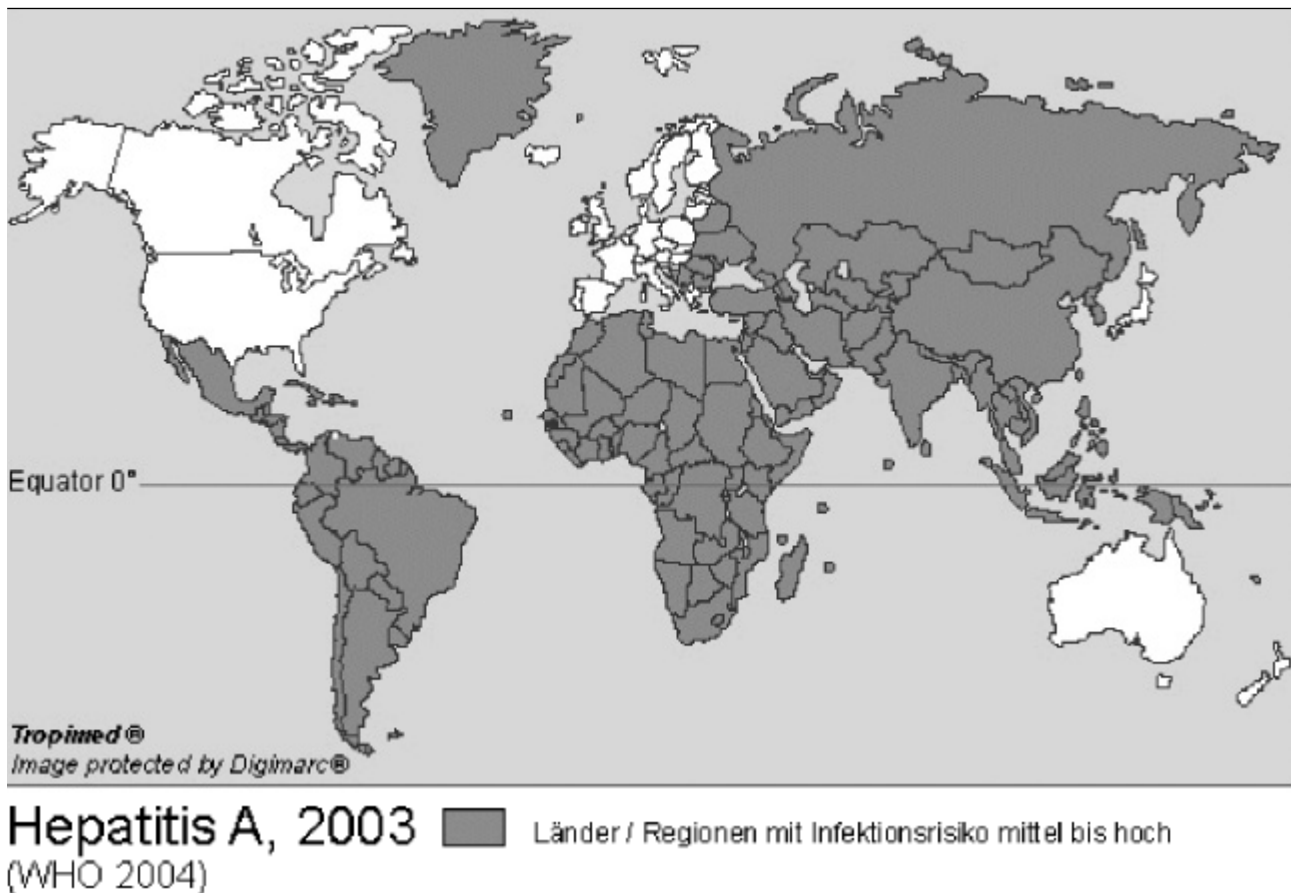 Equator 0°
Tropimed ®
Image protected by Digimarc®
Hepatitis A, 2003
Länder / Regionen mit Infektionsrisiko mittel bis hoch
(WHO 2004)